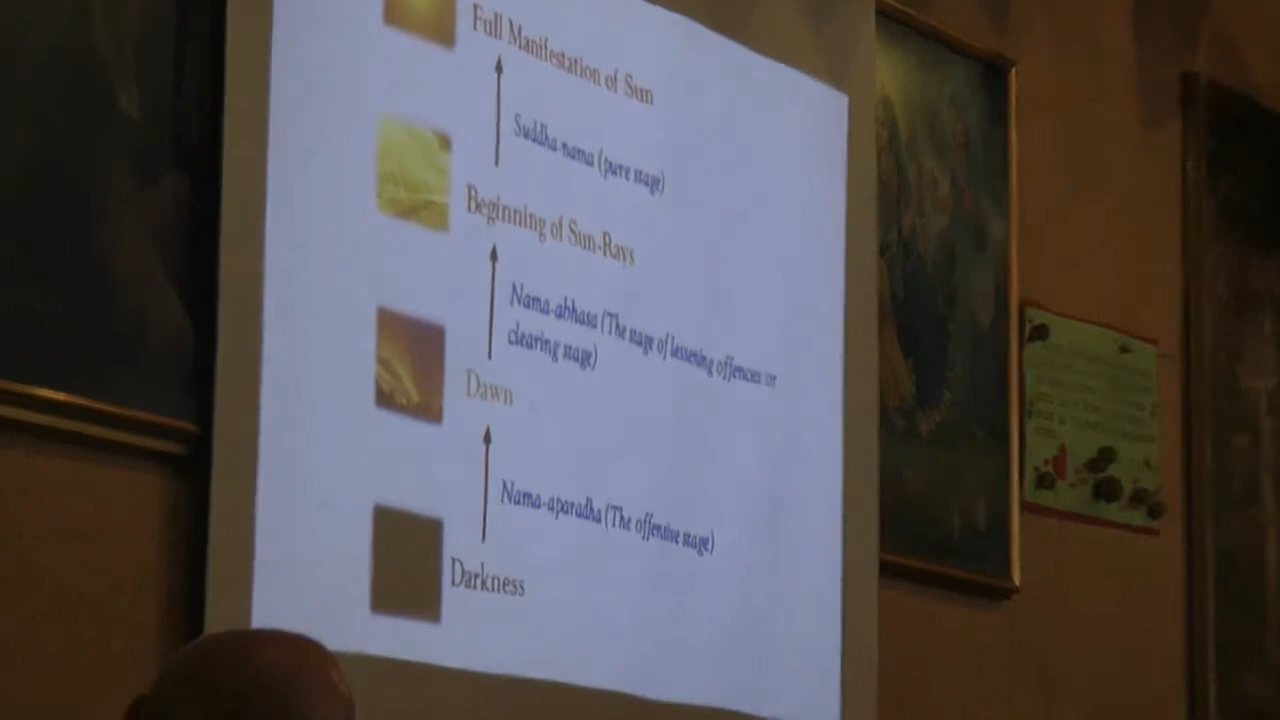 Full Manifestation of Sun
Suddha-nama (pure stage)
Beginning of Sun-Rays
Nama-abhasa (The stage of lessening offences or
clearing stage)
Dawn
Nama-aparadha (The offensive stage)
Darkness